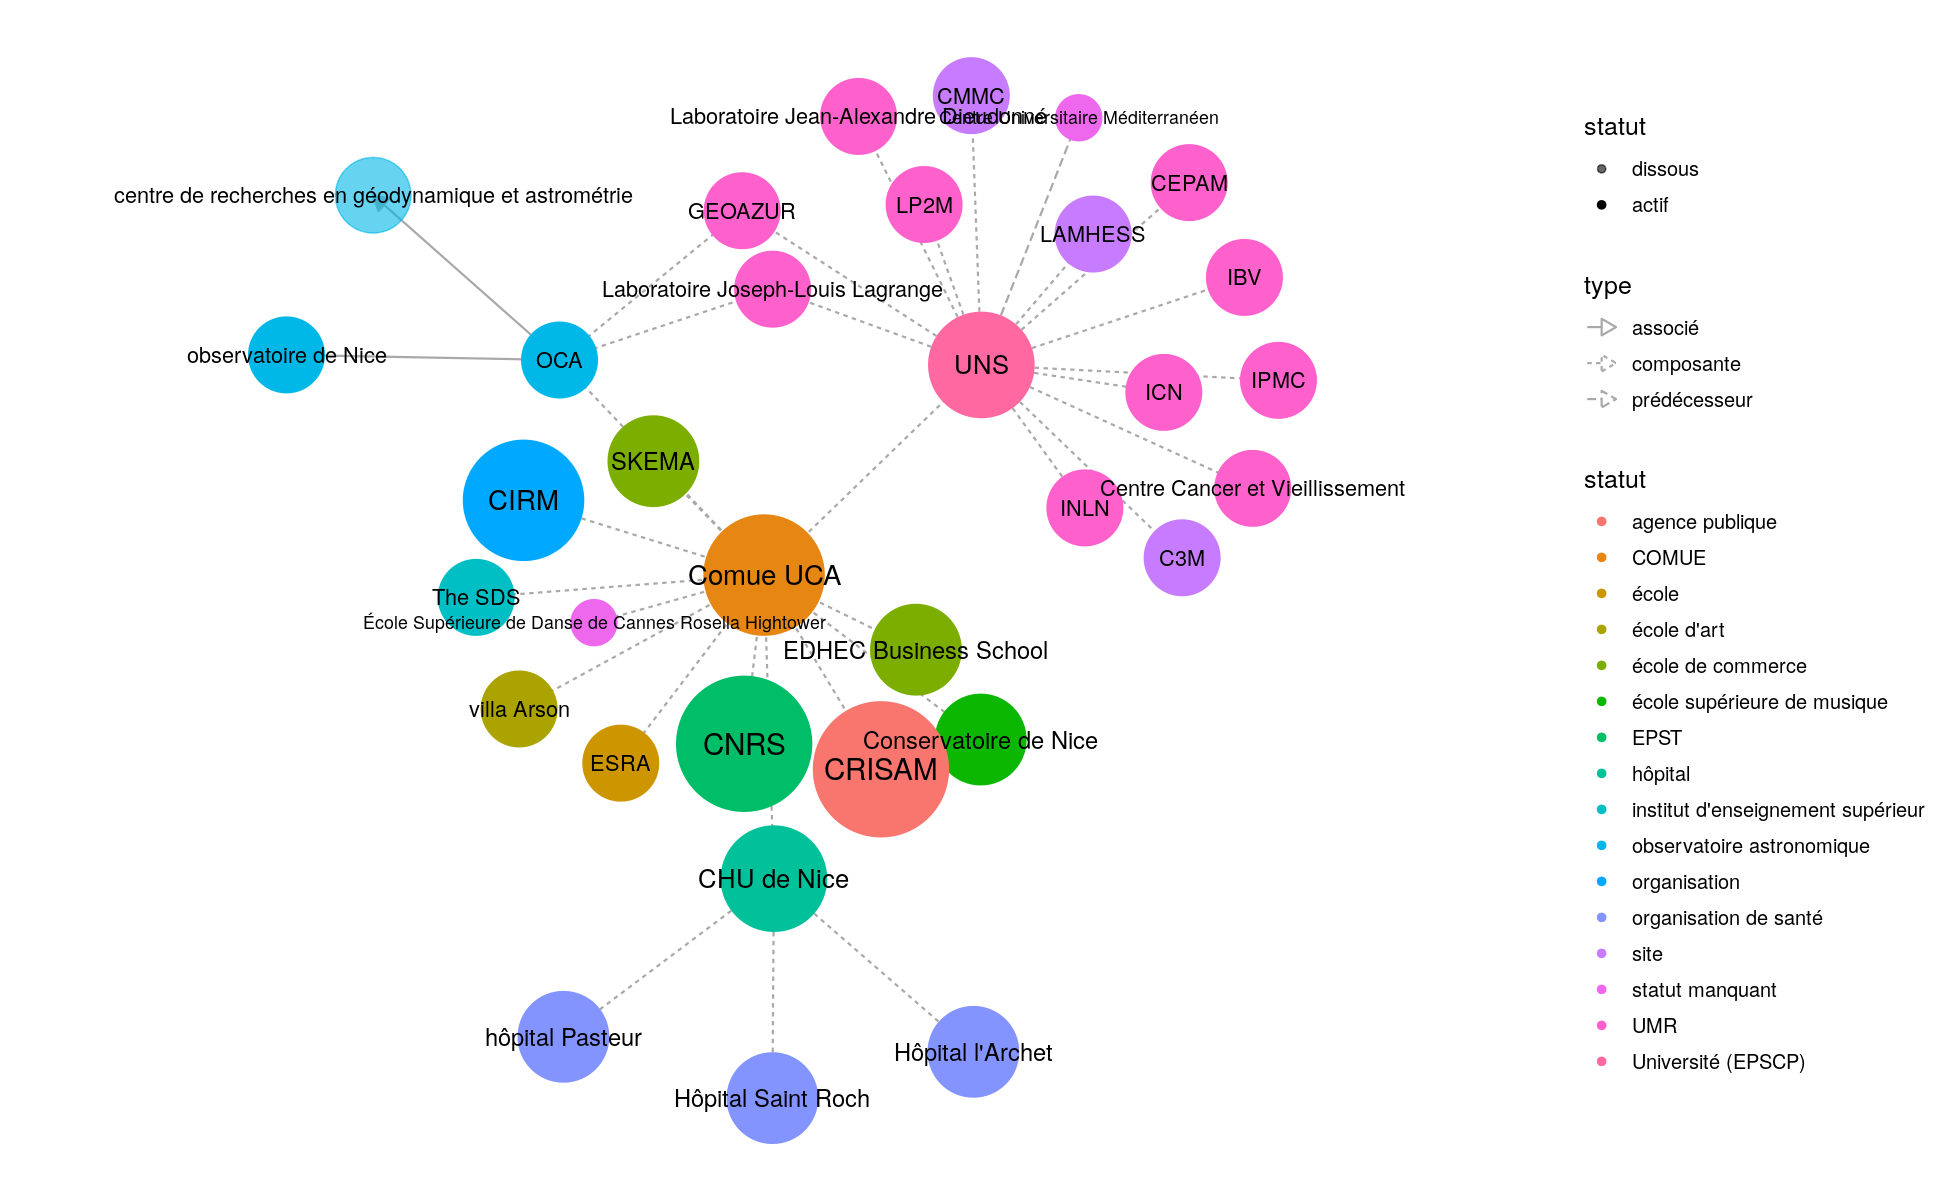 CMMC
Laboratoire Jean-Alexandre Dieudonné
Centre Universitaire Méditerranéen
CEPAM
centre de recherches en géodynamique et astrométrie
GEOAZUR
LP2M
LAMHESS
IBV
Laboratoire Joseph-Louis Lagrange
observatoire de Nice
OCA
UNS
ICN
IPMC
SKEMA
CIRM
Centre Cancer et Vieillissement
INLN
C3M
Comue UCA
The SDS
École Supérieure de Danse de Cannes Rosella Hightower
EDHEC Business School
villa Arson
ESRA
CNRS
Conservatoire de Nice
CRISAM
CHU de Nice
hôpital Pasteur
Hôpital l'Archet
Hôpital Saint Roch
statut
dissous
actif
type
associé
composante
prédécesseur
statut
agence publique
COMUE
école
école d'art
école de commerce
école supérieure de musique
EPST
hôpital
institut d'enseignement supérieur
observatoire astronomique
organisation
organisation de santé
site
statut manquant
UMR
Université (EPSCP)